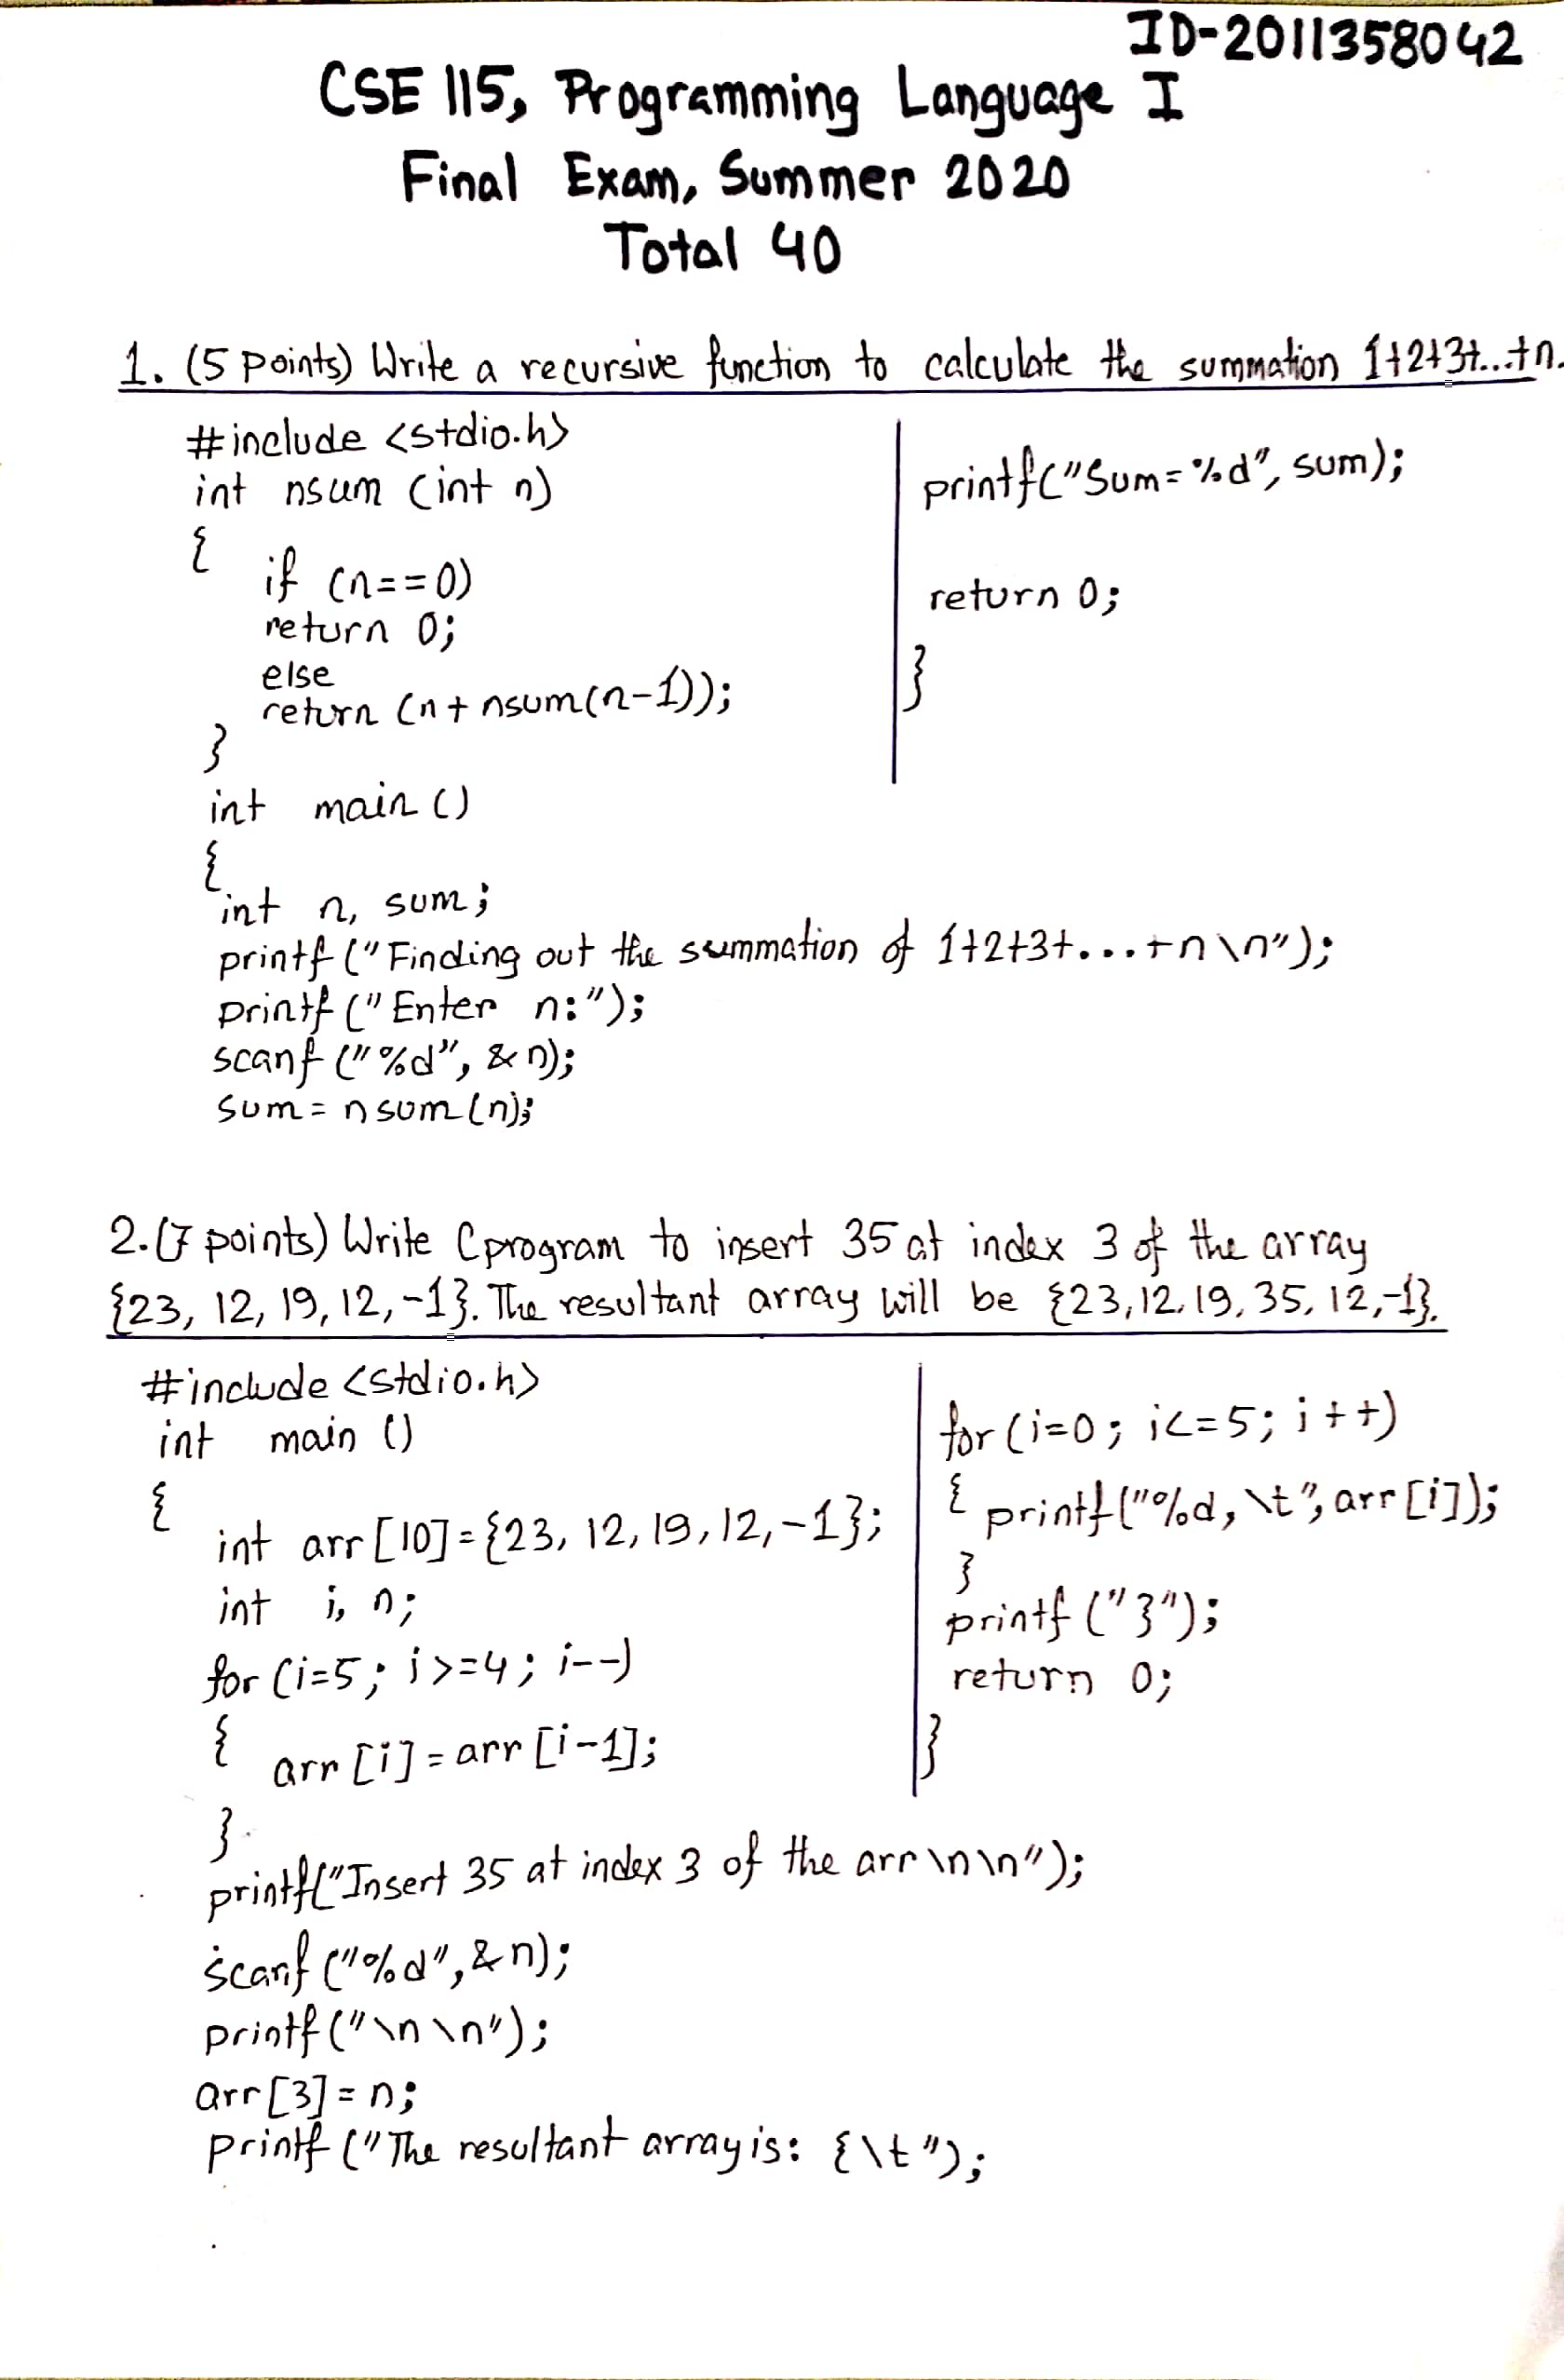 ID-2011358042
CSE 115, Programming Language I
Final Exam, Summer 2020
Total 40
1. (5 points) Write a recursive function to calculate the summation 1+2+3+...+n.
#include <stdio.h>
int nsum (int n)
{
if (n==0)
return 0;
else
return (n+nsum(n-1));
}
int main ()
{
int n, sum;
printf ("Finding out the summation of 1+2+3+...+n\n");
printf ("Enter n:");
scanf ("%d", &n);
sum = nsum(n);
printf("Sum=%d", sum);
return 0;
}
2. (7 points) Write C program to insert 35 at index 3 of the array
{23, 12, 19, 12, -1}. The resultant array will be {23, 12, 19, 35, 12, -1}.
#include <stdio.h>
int main ()
{
int arr [10] = {23, 12, 19, 12, -1};
int i, n;
for (i=5; i>=4; i--)
{
arr [i] = arr [i-1];
}
printf("Insert 35 at index 3 of the arr\n\n");
scanf ("%d", &n);
printf ("\n\n");
arr [3] = n;
printf ("The resultant array is: {\t");
for (i=0; i<=5; i++)
{ printf("%d,\t", arr [i]);
}
printf ("}");
return 0;
}